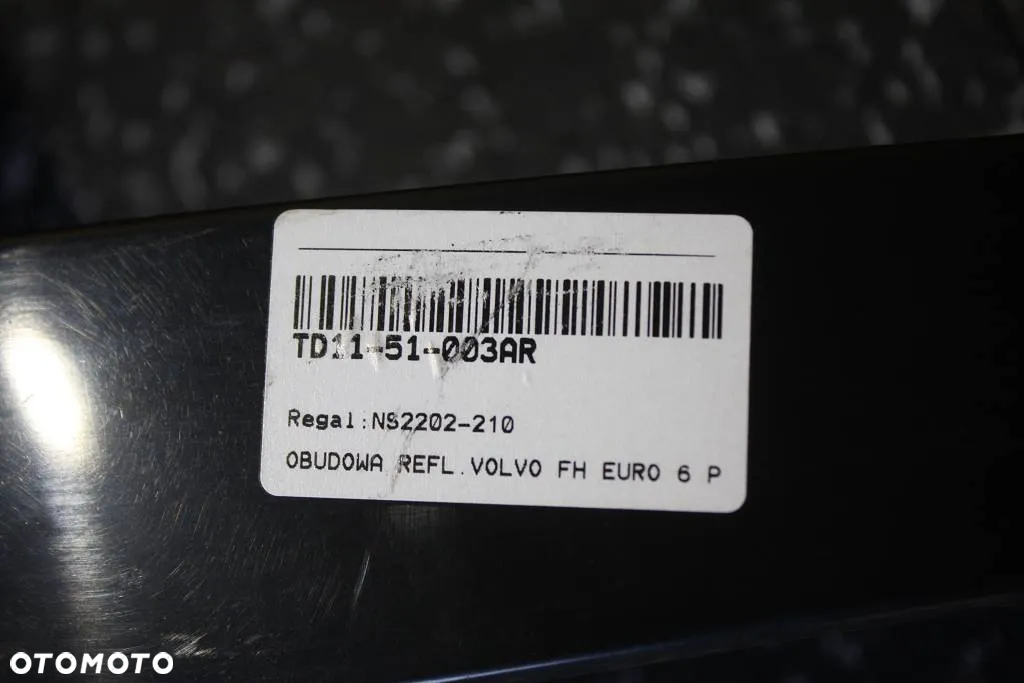 TD11-51-003AR
Regal:NS2202-210
OBUDOWA REFL.VOLVO FH EURO 6 P
OTOMOTO